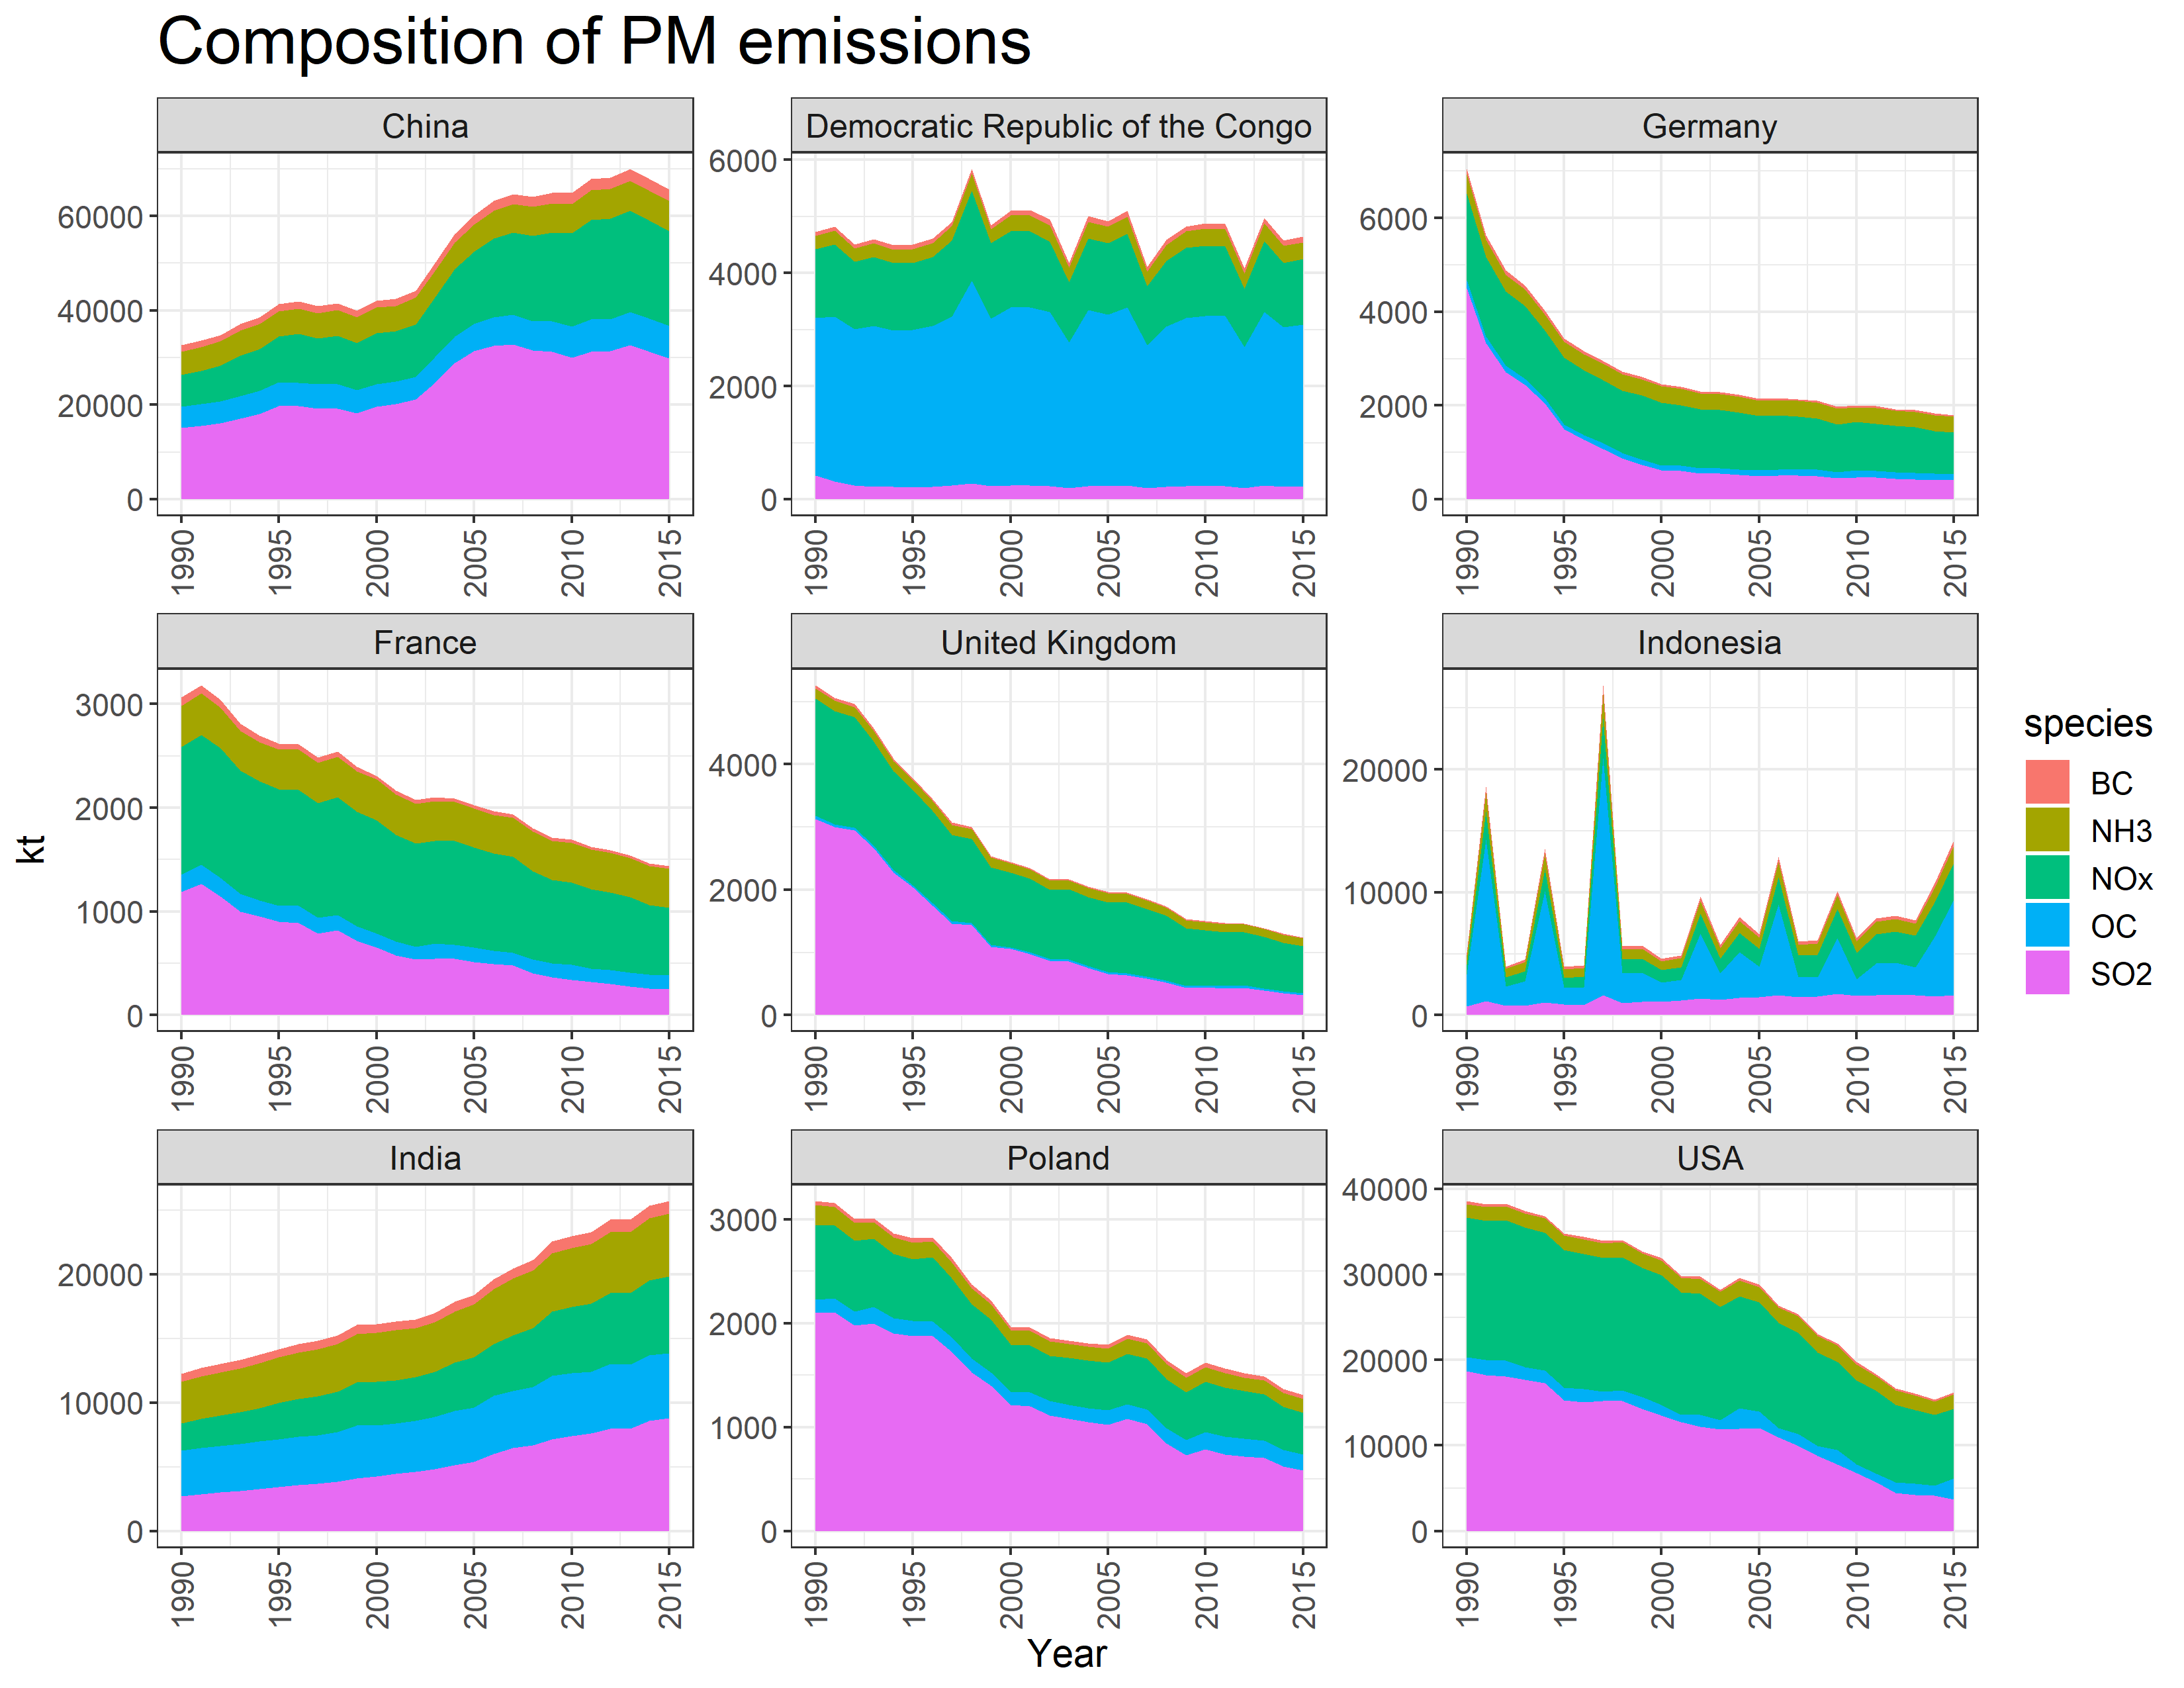 Composition of PM emissions
China
Democratic Republic of the Congo
Germany
60000
40000
20000
0
6000
4000
2000
0
6000
4000
2000
0
1990 1995 2000 2005 2010 2015
1990 1995 2000 2005 2010 2015
1990 1995 2000 2005 2010 2015
France
United Kingdom
Indonesia
3000
2000
1000
0
4000
2000
0
20000
10000
0
1990 1995 2000 2005 2010 2015
1990 1995 2000 2005 2010 2015
1990 1995 2000 2005 2010 2015
India
Poland
USA
20000
10000
0
3000
2000
1000
0
40000
30000
20000
10000
0
1990 1995 2000 2005 2010 2015
1990 1995 2000 2005 2010 2015
1990 1995 2000 2005 2010 2015
kt
Year
species
BC
NH3
NOx
OC
SO2